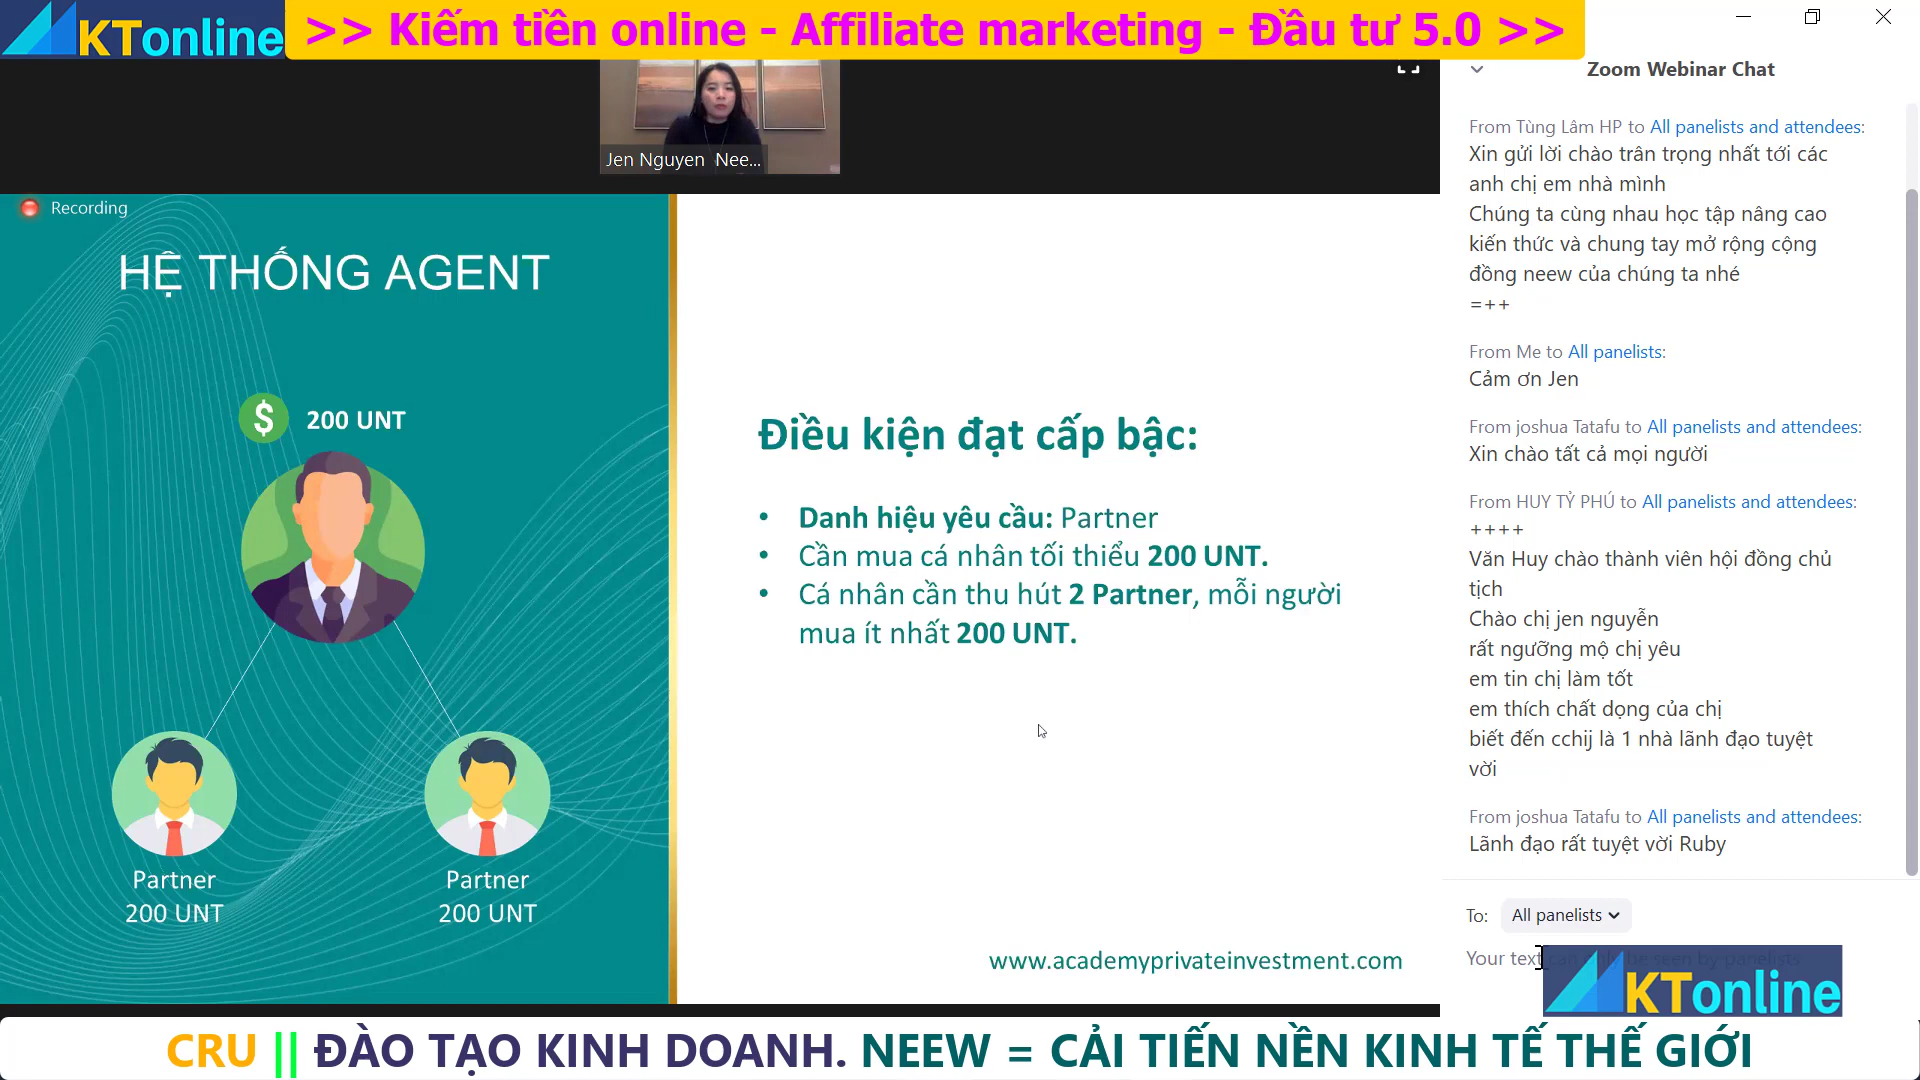 KTonline
>> Kiếm tiền online - Affiliate marketing - Đầu tư 5.0 >>
Jen Nguyen Nee...
Recording
HỆ THỐNG AGENT
$ 200 UNT
Partner
200 UNT
Partner
200 UNT
Điều kiện đạt cấp bậc:
• Danh hiệu yêu cầu: Partner
• Cần mua cá nhân tối thiểu 200 UNT.
• Cá nhân cần thu hút 2 Partner, mỗi người
mua ít nhất 200 UNT.
www.academyprivateinvestment.com
Zoom Webinar Chat
From Tùng Lâm HP to All panelists and attendees:
Xin gửi lời chào trân trọng nhất tới các
anh chị em nhà mình
Chúng ta cùng nhau học tập nâng cao
kiến thức và chung tay mở rộng cộng
đồng neew của chúng ta nhé
=++
From Me to All panelists:
Cảm ơn Jen
From joshua Tatafu to All panelists and attendees:
Xin chào tất cả mọi người
From HUY TỶ PHÚ to All panelists and attendees:
++++
Văn Huy chào thành viên hội đồng chủ
tịch
Chào chị jen nguyễn
rất ngưỡng mộ chị yêu
em tin chị làm tốt
em thích chất dọng của chị
biết đến cchij là 1 nhà lãnh đạo tuyệt
vời
From joshua Tatafu to All panelists and attendees:
Lãnh đạo rất tuyệt vời Ruby
To: All panelists
Your text can only be seen by panelists
KTonline
CRU || ĐÀO TẠO KINH DOANH. NEEW = CẢI TIẾN NỀN KINH TẾ THẾ GIỚI